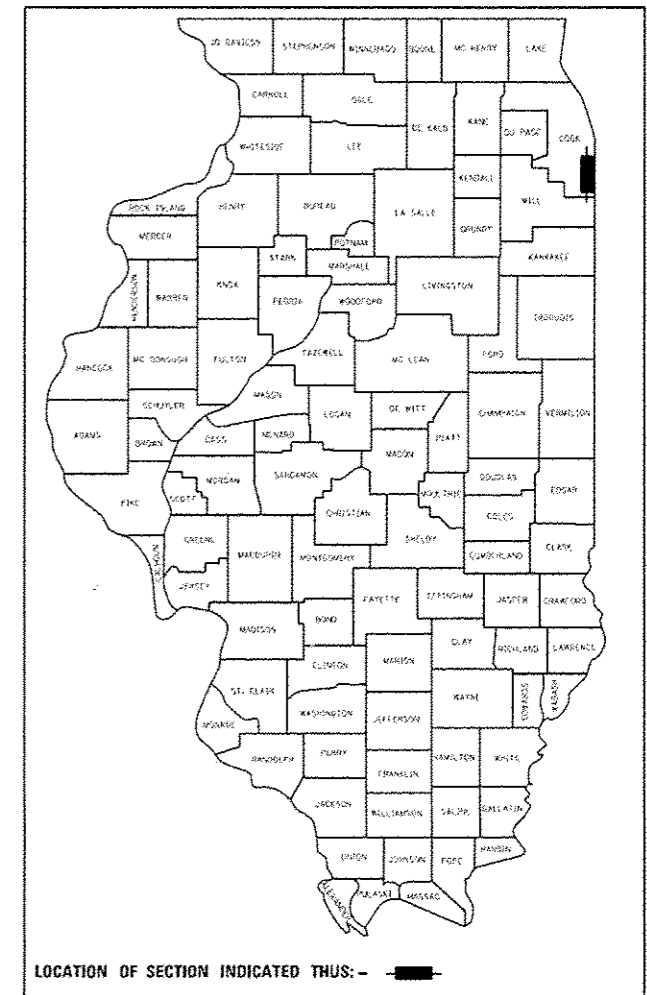 JO DAVIESS STEPHENSON WINNEBAGO BOONE MC HENRY LAKE
CARROLL OGLE DE KALB KANE DU PAGE COOK
WHITESIDE LEE KENDALL WILL
ROCK ISLAND HENRY BUREAU LA SALLE GRUNDY
MERCER PUTNAM KANKAKEE
HENDERSON WARREN KNOX STARK MARSHALL LIVINGSTON
PEORIA WOODFORD IROQUOIS
HANCOCK MC DONOUGH FULTON TAZEWELL MC LEAN FORD
SCHUYLER MASON LOGAN DE WITT CHAMPAIGN VERMILION
ADAMS BROWN CASS MENARD MACON PIATT
PIKE SCOTT MORGAN SANGAMON MOULTRIE DOUGLAS EDGAR
CHRISTIAN COLES
GREENE MACOUPIN MONTGOMERY SHELBY CUMBERLAND CLARK
CALHOUN JERSEY
FAYETTE EFFINGHAM JASPER CRAWFORD
MADISON BOND
CLAY RICHLAND LAWRENCE
CLINTON MARION
ST. CLAIR WAYNE EDWARDS WABASH
WASHINGTON JEFFERSON
MONROE
RANDOLPH PERRY HAMILTON WHITE
FRANKLIN
JACKSON WILLIAMSON SALINE GALLATIN
UNION JOHNSON POPE HARDIN
ALEXANDER PULASKI MASSAC
LOCATION OF SECTION INDICATED THUS: -